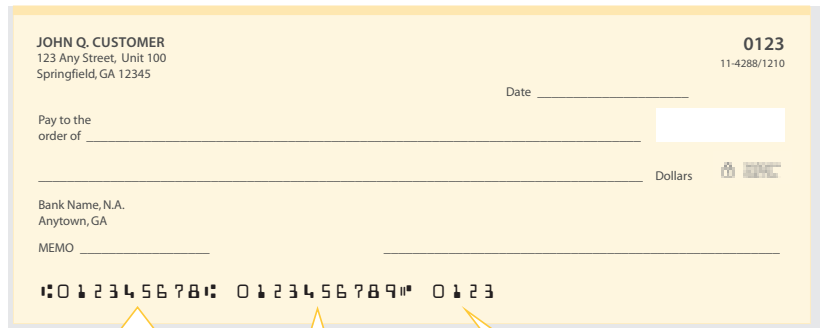 JOHN Q. CUSTOMER
123 Any Street, Unit 100
Springfield, GA 12345
0123
11-4288/1210
Date
Pay to the
order of
Dollars
Bank Name, N.A.
Anytown, GA
MEMO
⑆012345678⑆ 0123456789⑈ 0123